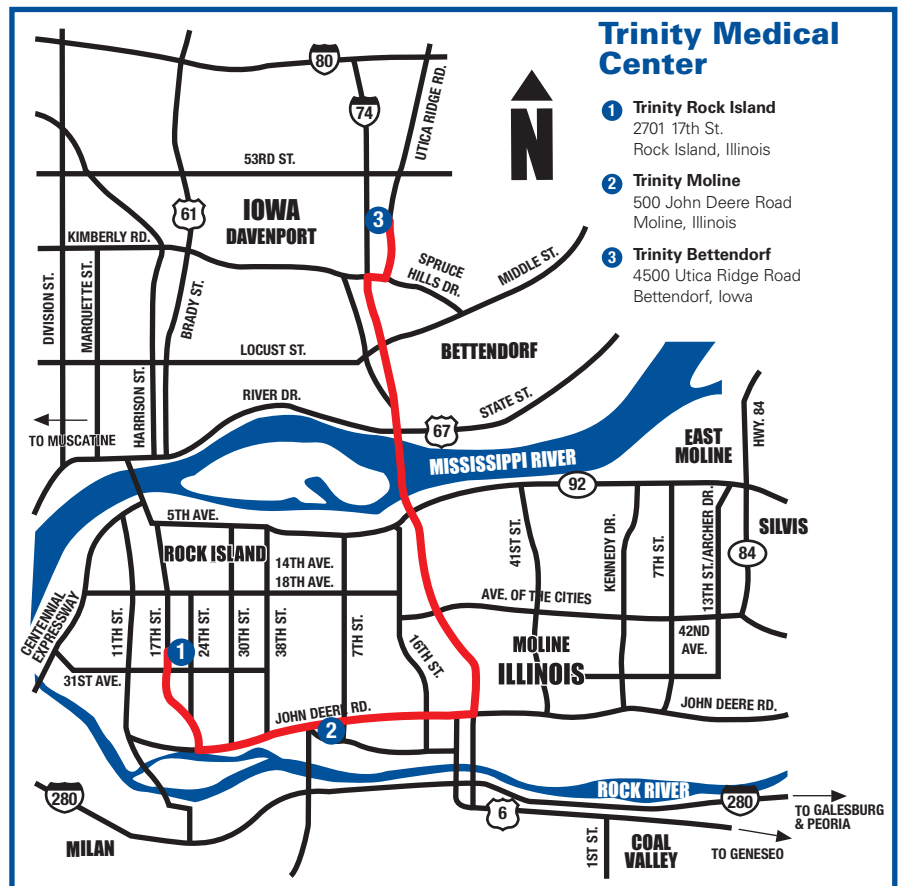 Trinity Medical
Center
1 Trinity Rock Island
2701 17th St.
Rock Island, Illinois
2 Trinity Moline
500 John Deere Road
Moline, Illinois
3 Trinity Bettendorf
4500 Utica Ridge Road
Bettendorf, Iowa
N
80
74
UTICA RIDGE RD.
53RD ST.
61
IOWA
DAVENPORT
3
KIMBERLY RD.
SPRUCE
HILLS DR.
MIDDLE ST.
DIVISION ST.
MARQUETTE ST.
BRADY ST.
LOCUST ST.
BETTENDORF
HARRISON ST.
RIVER DR.
STATE ST.
67
TO MUSCATINE
MISSISSIPPI RIVER
EAST
MOLINE
HWY. 84
92
5TH AVE.
SILVIS
ROCK ISLAND
14TH AVE.
18TH AVE.
41ST ST.
KENNEDY DR.
7TH ST.
13TH ST./ARCHER DR.
84
AVE. OF THE CITIES
CENTENNIAL
EXPRESSWAY
11TH ST.
17TH ST.
1
24TH ST.
30TH ST.
38TH ST.
7TH ST.
16TH ST.
MOLINE
ILLINOIS
42ND
AVE.
31ST AVE.
JOHN DEERE RD.
2
JOHN DEERE RD.
ROCK RIVER
280
280
TO GALESBURG
& PEORIA
6
MILAN
1ST ST.
COAL
VALLEY
TO GENESEO